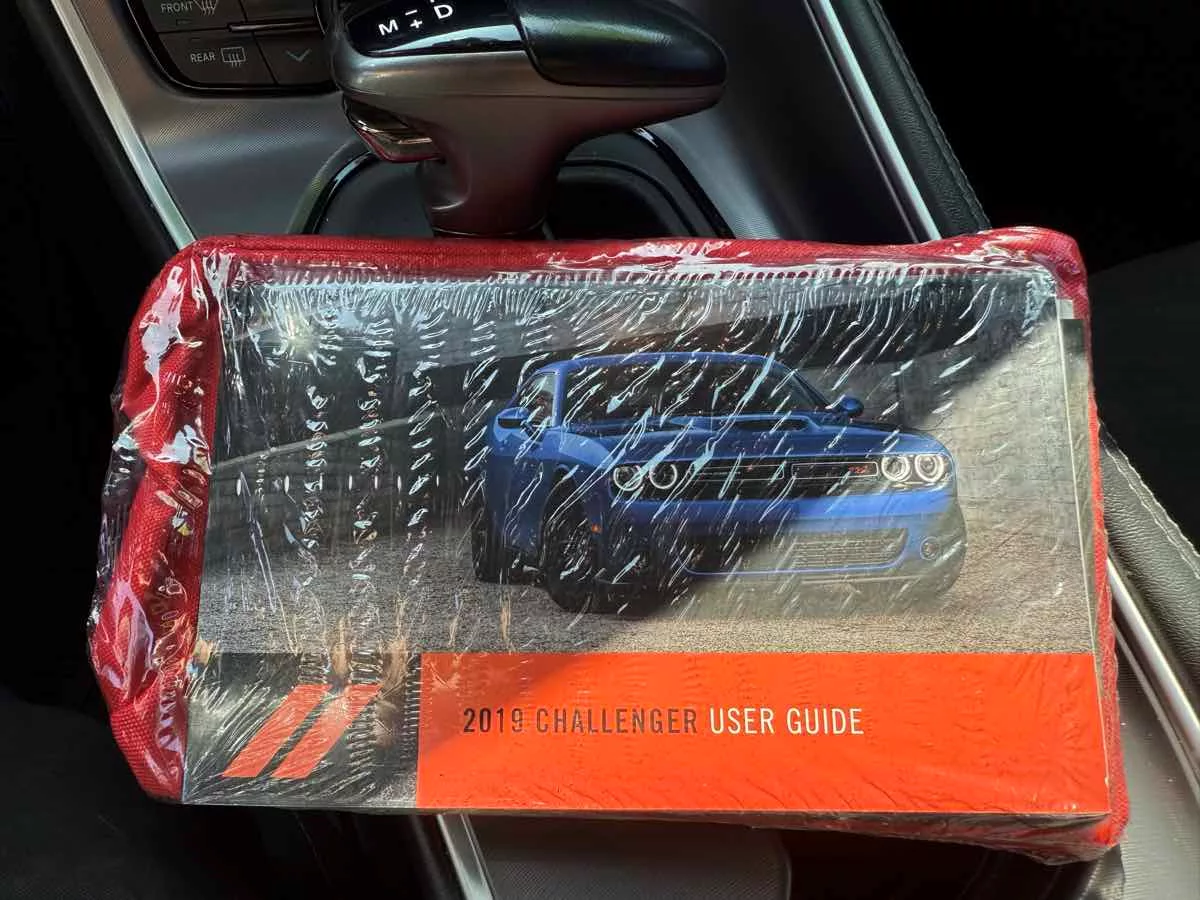 FRONT
REAR
M
− +
D
2019 CHALLENGER USER GUIDE